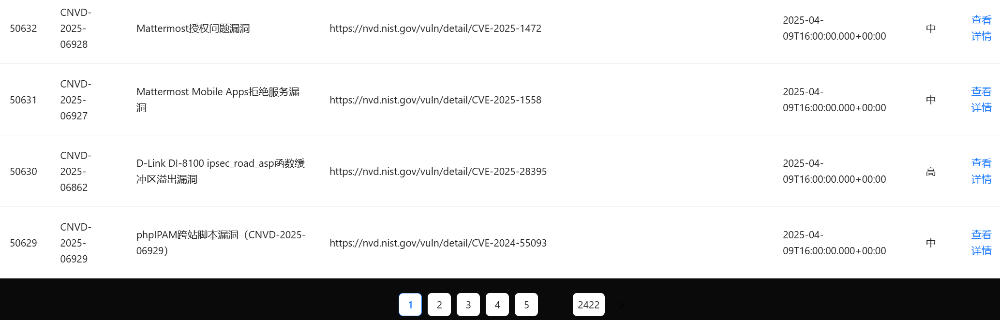 50632
CNVD-
2025-
06928
Mattermost授权问题漏洞
https://nvd.nist.gov/vuln/detail/CVE-2025-1472
2025-04-
09T16:00:00.000+00:00
中
查看
详情
50631
CNVD-
2025-
06927
Mattermost Mobile Apps拒绝服务漏
洞
https://nvd.nist.gov/vuln/detail/CVE-2025-1558
2025-04-
09T16:00:00.000+00:00
中
查看
详情
50630
CNVD-
2025-
06862
D-Link DI-8100 ipsec_road_asp函数缓
冲区溢出漏洞
https://nvd.nist.gov/vuln/detail/CVE-2025-28395
2025-04-
09T16:00:00.000+00:00
高
查看
详情
50629
CNVD-
2025-
06929
phpIPAM跨站脚本漏洞（CNVD-2025-
06929）
https://nvd.nist.gov/vuln/detail/CVE-2024-55093
2025-04-
09T16:00:00.000+00:00
中
查看
详情
1 2 3 4 5 ··· 2422